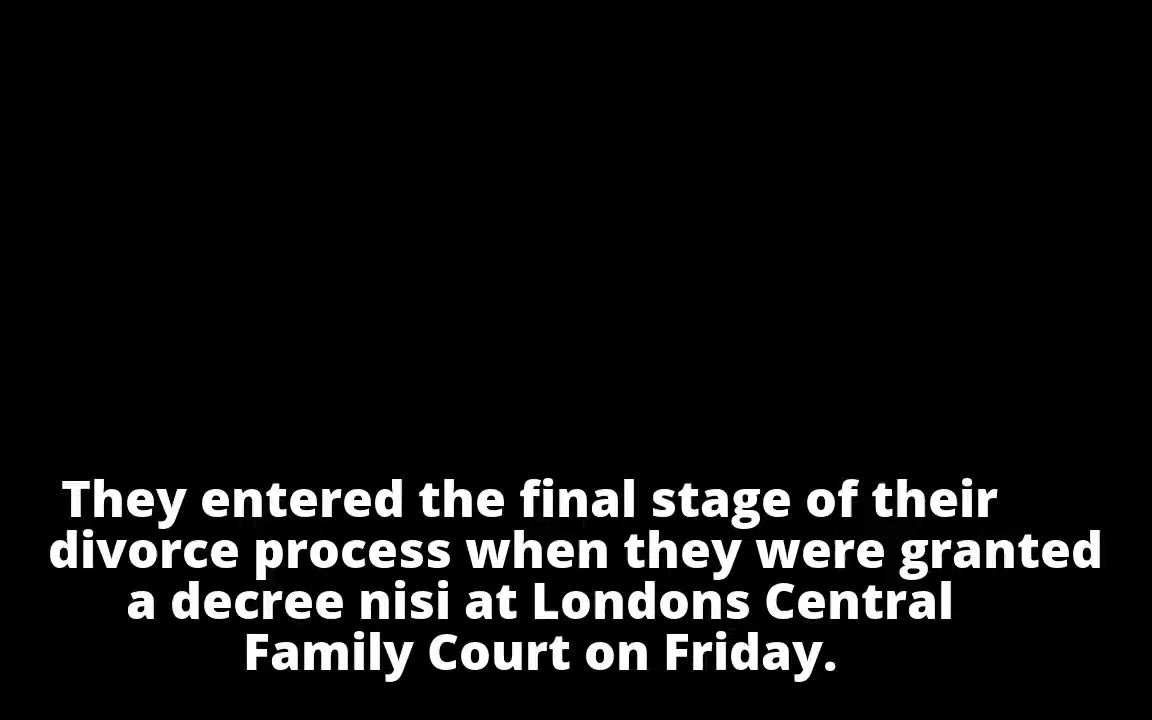 They entered the final stage of their
divorce process when they were granted
a decree nisi at Londons Central
Family Court on Friday.